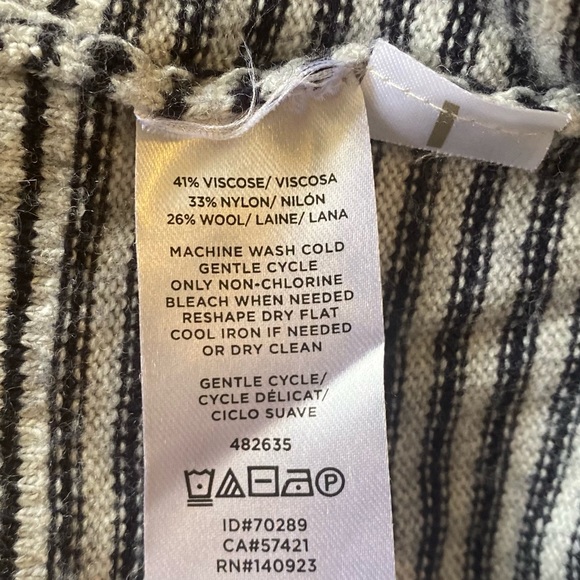 41% VISCOSE/ VISCOSA
33% NYLON/ NILÓN
26% WOOL/ LAINE/ LANA
MACHINE WASH COLD
GENTLE CYCLE
ONLY NON-CHLORINE
BLEACH WHEN NEEDED
RESHAPE DRY FLAT
COOL IRON IF NEEDED
OR DRY CLEAN
GENTLE CYCLE/
CYCLE DÉLICAT/
CICLO SUAVE
482635
P
ID#70289
CA#57421
RN#140923